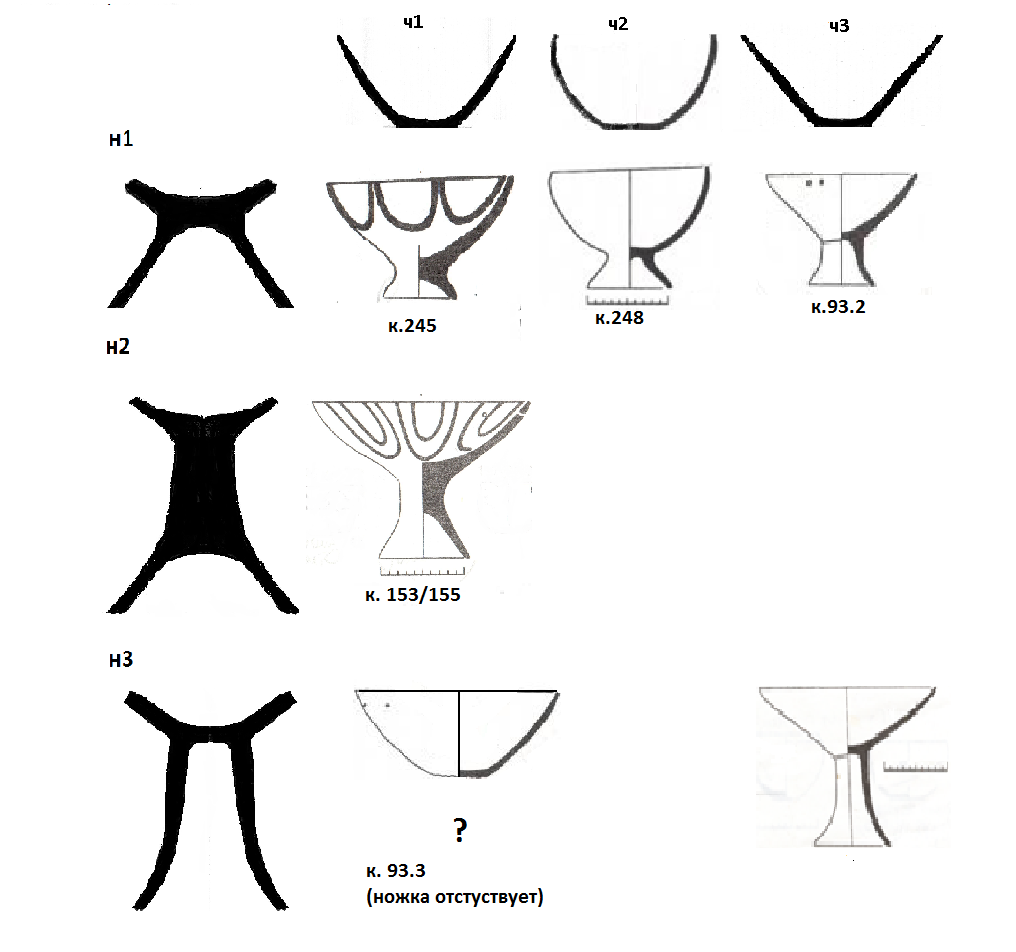 ч1
ч2
ч3
н1
к.245
к.248
к.93.2
н2
к. 153/155
н3
?
к. 93.3
(ножка отстуствует)